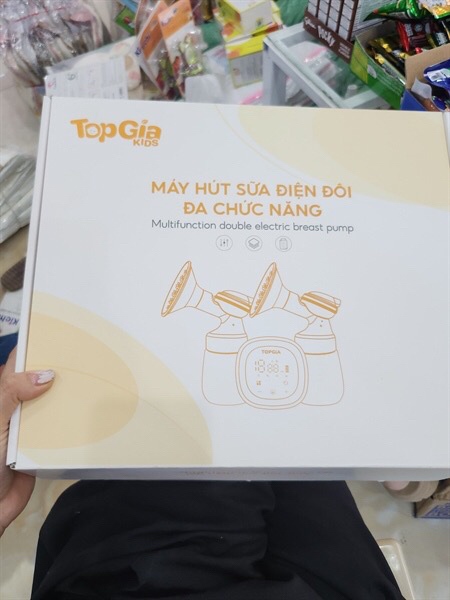 TopGia
KIDS
MÁY HÚT SỮA ĐIỆN ĐÔI
ĐA CHỨC NĂNG
Multifunction double electric breast pump
TOPGIA